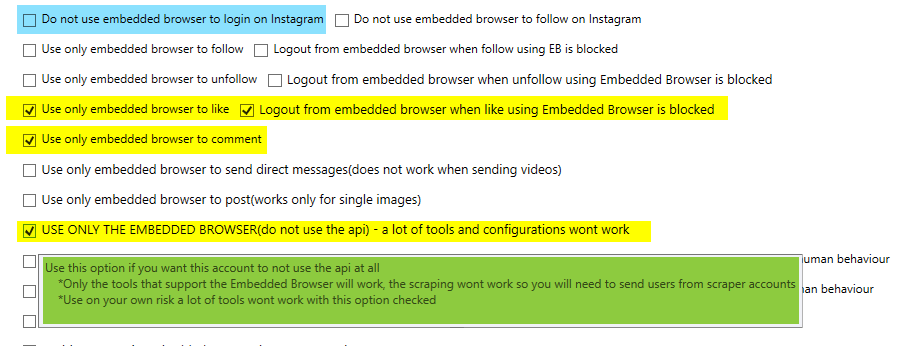 Do not use embedded browser to login on Instagram Do not use embedded browser to follow on Instagram
Use only embedded browser to follow Logout from embedded browser when follow using EB is blocked
Use only embedded browser to unfollow Logout from embedded browser when unfollow using Embedded Browser is blocked
Use only embedded browser to like Logout from embedded browser when like using Embedded Browser is blocked
Use only embedded browser to comment
Use only embedded browser to send direct messages(does not work when sending videos)
Use only embedded browser to post(works only for single images)
USE ONLY THE EMBEDDED BROWSER(do not use the api) - a lot of tools and configurations wont work
behaviour
Use this option if you want this account to not use the api at all
*Only the tools that support the Embedded Browser will work, the scraping wont work so you will need to send users from scraper accounts
behaviour
*Use on your own risk a lot of tools wont work with this option checked